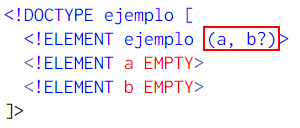 <!DOCTYPE ejemplo [
<!ELEMENT ejemplo (a, b?)>
<!ELEMENT a EMPTY>
<!ELEMENT b EMPTY>
]>